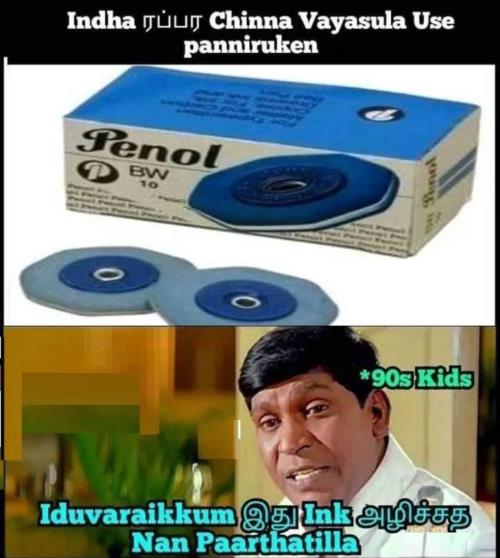 Indha ரப்பர Chinna Vayasula Use
panniruken
Penol
BW
10
Penol
*90s Kids
Iduvaraikkum இது Ink அழிச்சத
Nan Paarthatilla